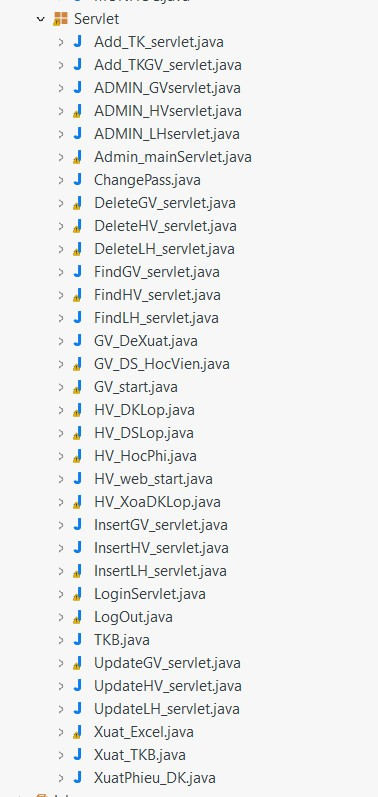 Servlet
Add_TK_servlet.java
Add_TKGV_servlet.java
ADMIN_GVservlet.java
ADMIN_HVservlet.java
ADMIN_LHservlet.java
Admin_mainServlet.java
ChangePass.java
DeleteGV_servlet.java
DeleteHV_servlet.java
DeleteLH_servlet.java
FindGV_servlet.java
FindHV_servlet.java
FindLH_servlet.java
GV_DeXuat.java
GV_DS_HocVien.java
GV_start.java
HV_DKLop.java
HV_DSLop.java
HV_HocPhi.java
HV_web_start.java
HV_XoaDKLop.java
InsertGV_servlet.java
InsertHV_servlet.java
InsertLH_servlet.java
LoginServlet.java
LogOut.java
TKB.java
UpdateGV_servlet.java
UpdateHV_servlet.java
UpdateLH_servlet.java
Xuat_Excel.java
Xuat_TKB.java
XuatPhieu_DK.java